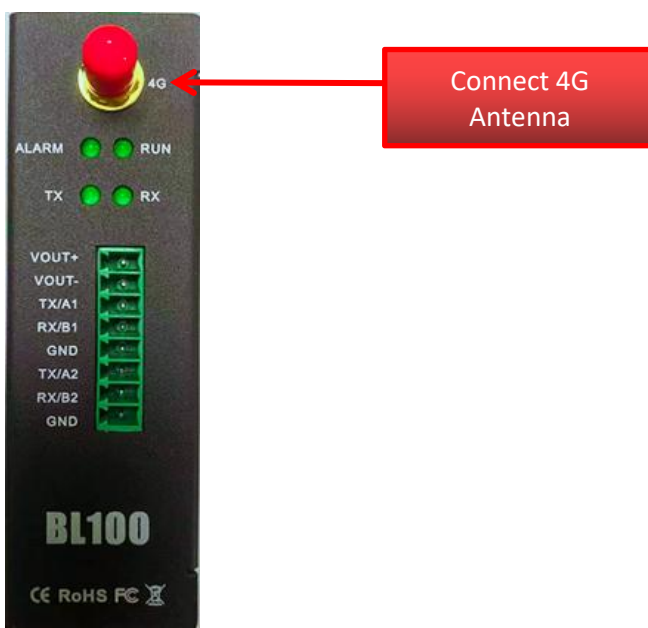 4G
Connect 4G
Antenna
ALARM RUN
TX RX
VOUT+
VOUT-
TX/A1
RX/B1
GND
TX/A2
RX/B2
GND
BL100
CE RoHS FC